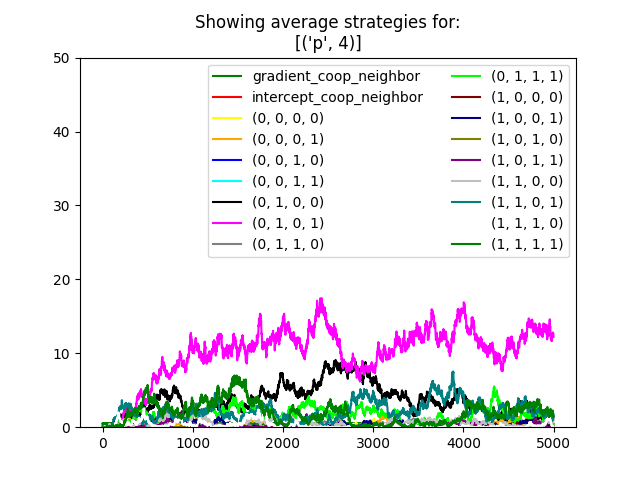 Showing average strategies for:
[('p', 4)]
50
40
30
20
10
0
gradient_coop_neighbor
intercept_coop_neighbor
(0, 0, 0, 0)
(0, 0, 0, 1)
(0, 0, 1, 0)
(0, 0, 1, 1)
(0, 1, 0, 0)
(0, 1, 0, 1)
(0, 1, 1, 0)
(0, 1, 1, 1)
(1, 0, 0, 0)
(1, 0, 0, 1)
(1, 0, 1, 0)
(1, 0, 1, 1)
(1, 1, 0, 0)
(1, 1, 0, 1)
(1, 1, 1, 0)
(1, 1, 1, 1)
0 1000 2000 3000 4000 5000